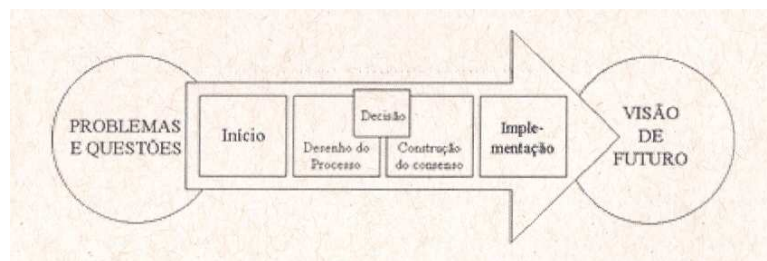 PROBLEMAS
E QUESTÕES
Início
Desenho do
Processo
Decisão
Construção
do consenso
Imple-
mentação
VISÃO
DE
FUTURO